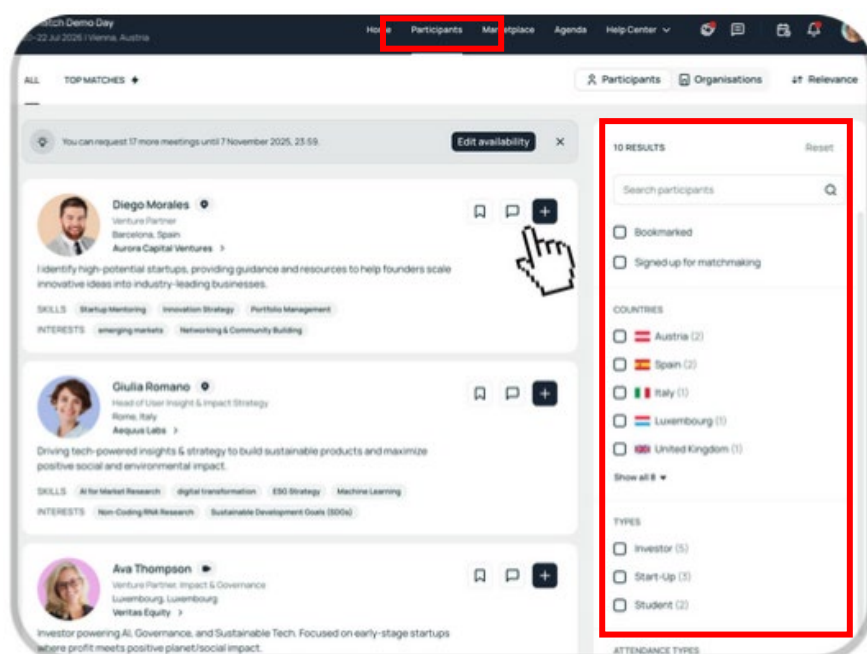 atch Demo Day
0-22 Jul 2026 | Vienna, Austria
Home Participants Marketplace Agenda Help Center
ALL TOP MATCHES Participants Organisations Relevance
You can request 17 more meetings until 7 November 2025, 23:59. Edit availability
Diego Morales
Venture Partner
Barcelona, Spain
Aurora Capital Ventures >
I identify high-potential startups, providing guidance and resources to help founders scale
innovative ideas into industry-leading businesses.
SKILLS Startup Mentoring Innovation Strategy Portfolio Management
INTERESTS emerging markets Networking & Community Building
Giulia Romano
Head of User Insight & Impact Strategy
Rome, Italy
Aequus Labs >
Driving tech-powered insights & strategy to build sustainable products and maximize
positive social and environmental impact.
SKILLS AI for Market Research digital transformation ESG Strategy Machine Learning
INTERESTS Non-Coding RNA Research Sustainable Development Goals (SDGs)
Ava Thompson
Venture Partner, Impact & Governance
Luxembourg, Luxembourg
Veritas Equity >
Investor powering AI, Governance, and Sustainable Tech. Focused on early-stage startups
where profit meets positive planet/social impact.
10 RESULTS Reset
Search participants
Bookmarked
Signed up for matchmaking
COUNTRIES
Austria (2)
Spain (2)
Italy (1)
Luxembourg (1)
United Kingdom (1)
Show all 8
TYPES
Investor (5)
Start-Up (3)
Student (2)
ATTENDANCE TYPES